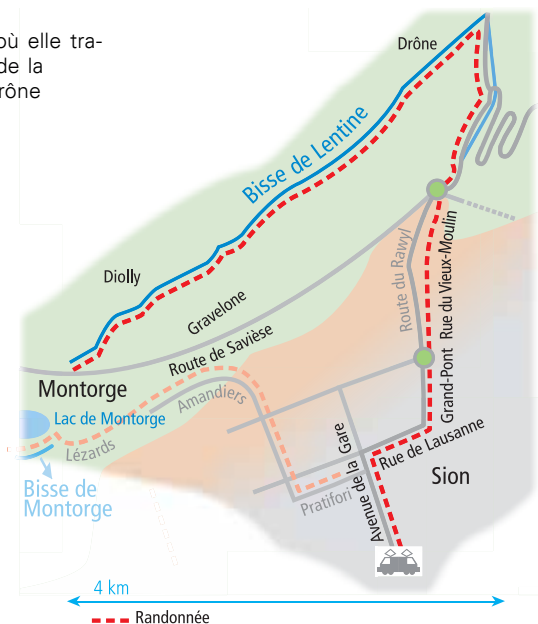 où elle tra-
de la
rône
Drône
Bisse de Lentine
Diolly
Gravelone
Route de Savièse
Route du Rawyl
Rue du Vieux-Moulin
Grand-Pont
Montorge
Amandiers
Lac de Montorge
Lézards
Bisse de
Montorge
Rue de Lausanne
Avenue de la Gare
Sion
Pratifori
4 km
Randonnée